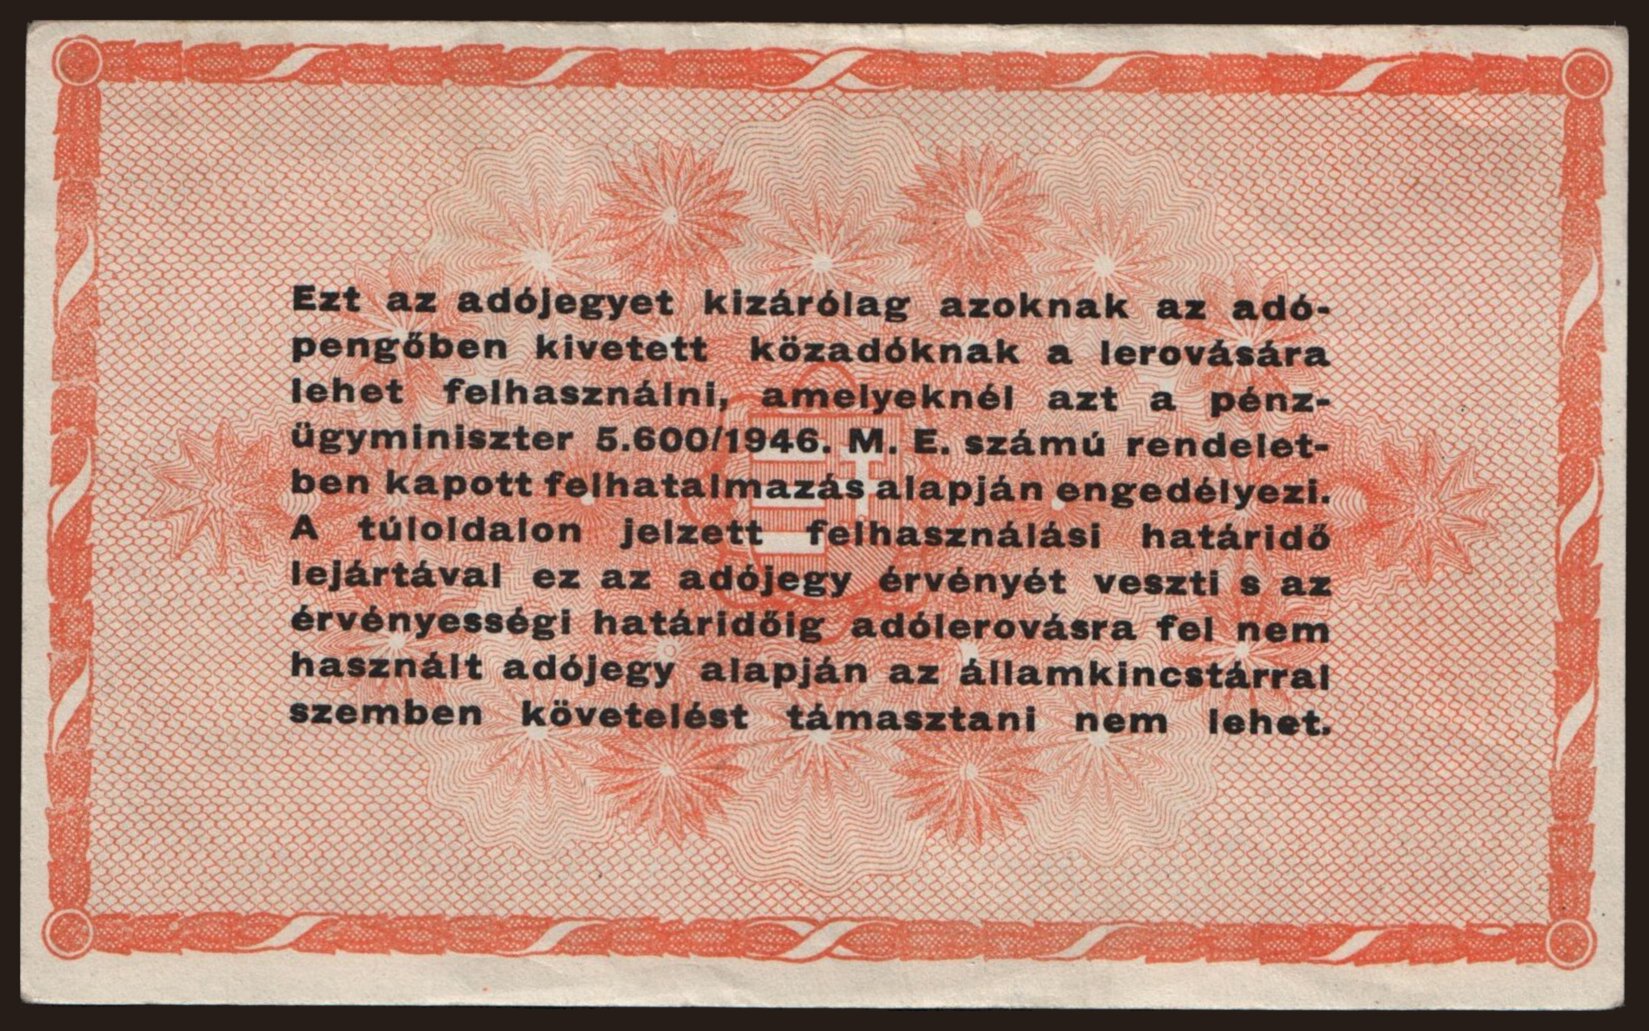 Ezt az adójegyet kizárólag azoknak az adó-
pengőben kivetett közadóknak a lerovására
lehet felhasználni, amelyeknél azt a pénz-
ügyminiszter 5.600/1946. M. E. számú rendelet-
ben kapott felhatalmazás alapján engedélyezi.
A túloldalon jelzett felhasználási határidő
lejártával ez az adójegy érvényét veszti s az
érvényességi határidőig adólerovásra fel nem
használt adójegy alapján az államkincstárral
szemben követelést támasztani nem lehet.